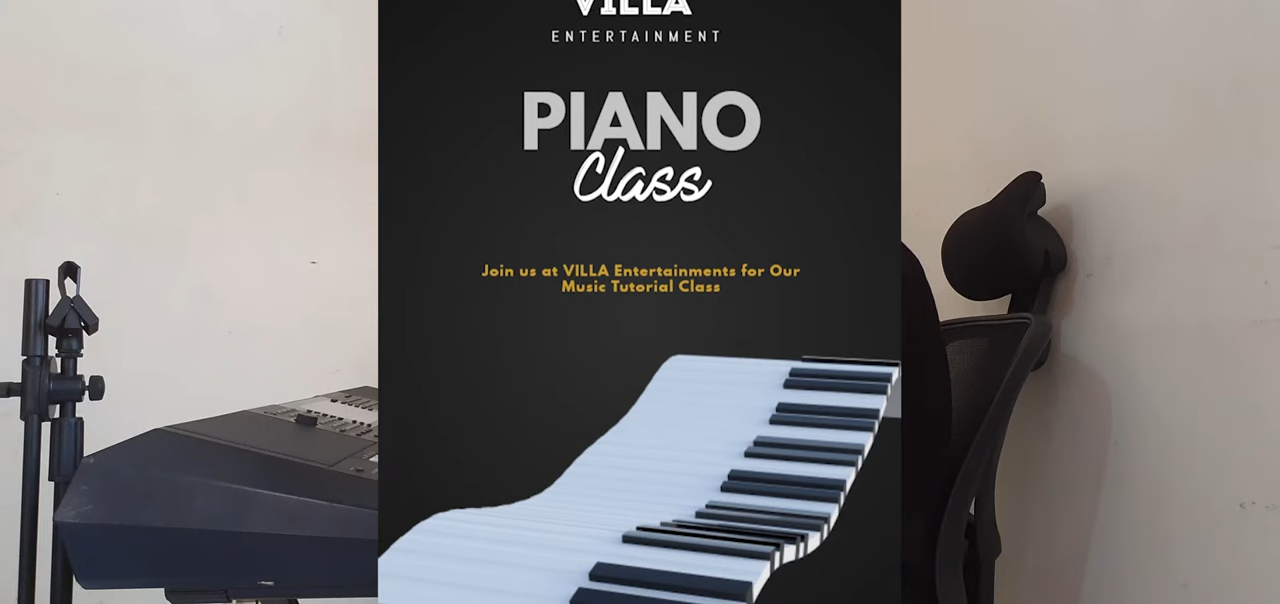 VILLA
ENTERTAINMENT
PIANO
Class
Join us at VILLA Entertainments for Our
Music Tutorial Class